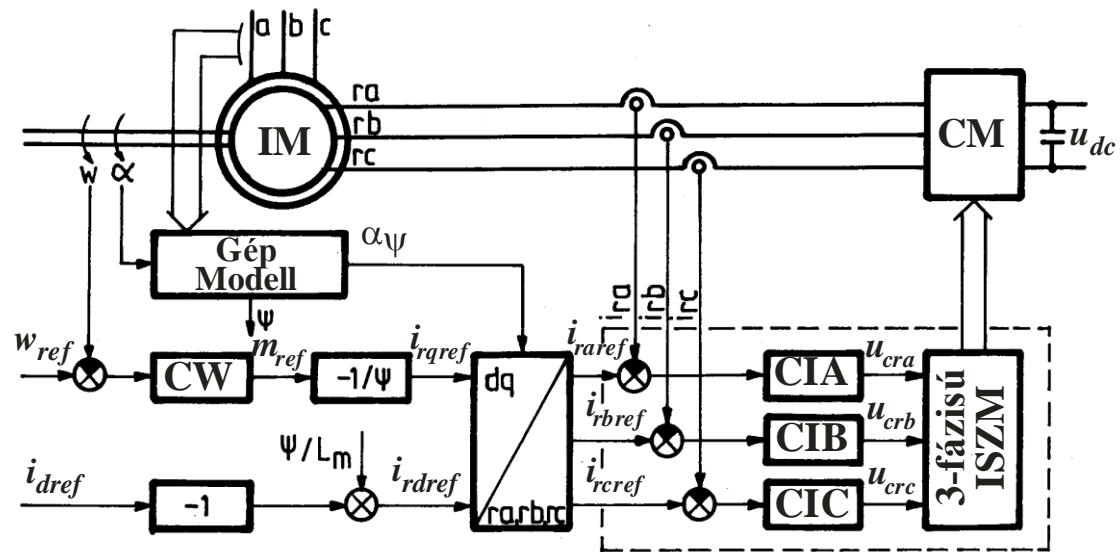 a b c
ra
rb
rc
IM
CM
u_dc
w α
Gép
Modell
α_ψ
ψ
ira irb irc
w_ref
CW
m_ref
-1/ψ
i_rqref
dq
ra,rb,rc
i_raref
CIA
u_cra
i_rbref
CIB
u_crb
i_rcref
CIC
u_crc
3-fázisú
ISZM
ψ/L_m
i_dref
-1
i_rdref